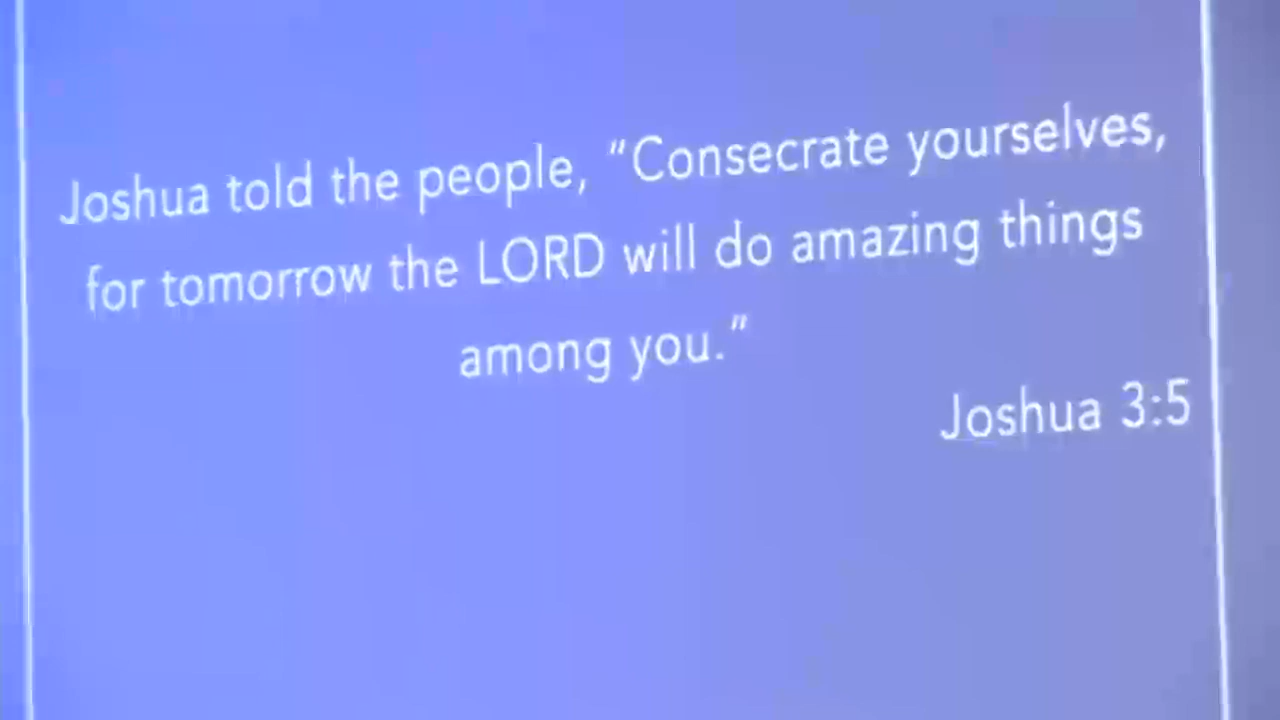 Joshua told the people, “Consecrate yourselves,
for tomorrow the LORD will do amazing things
among you.”
Joshua 3:5